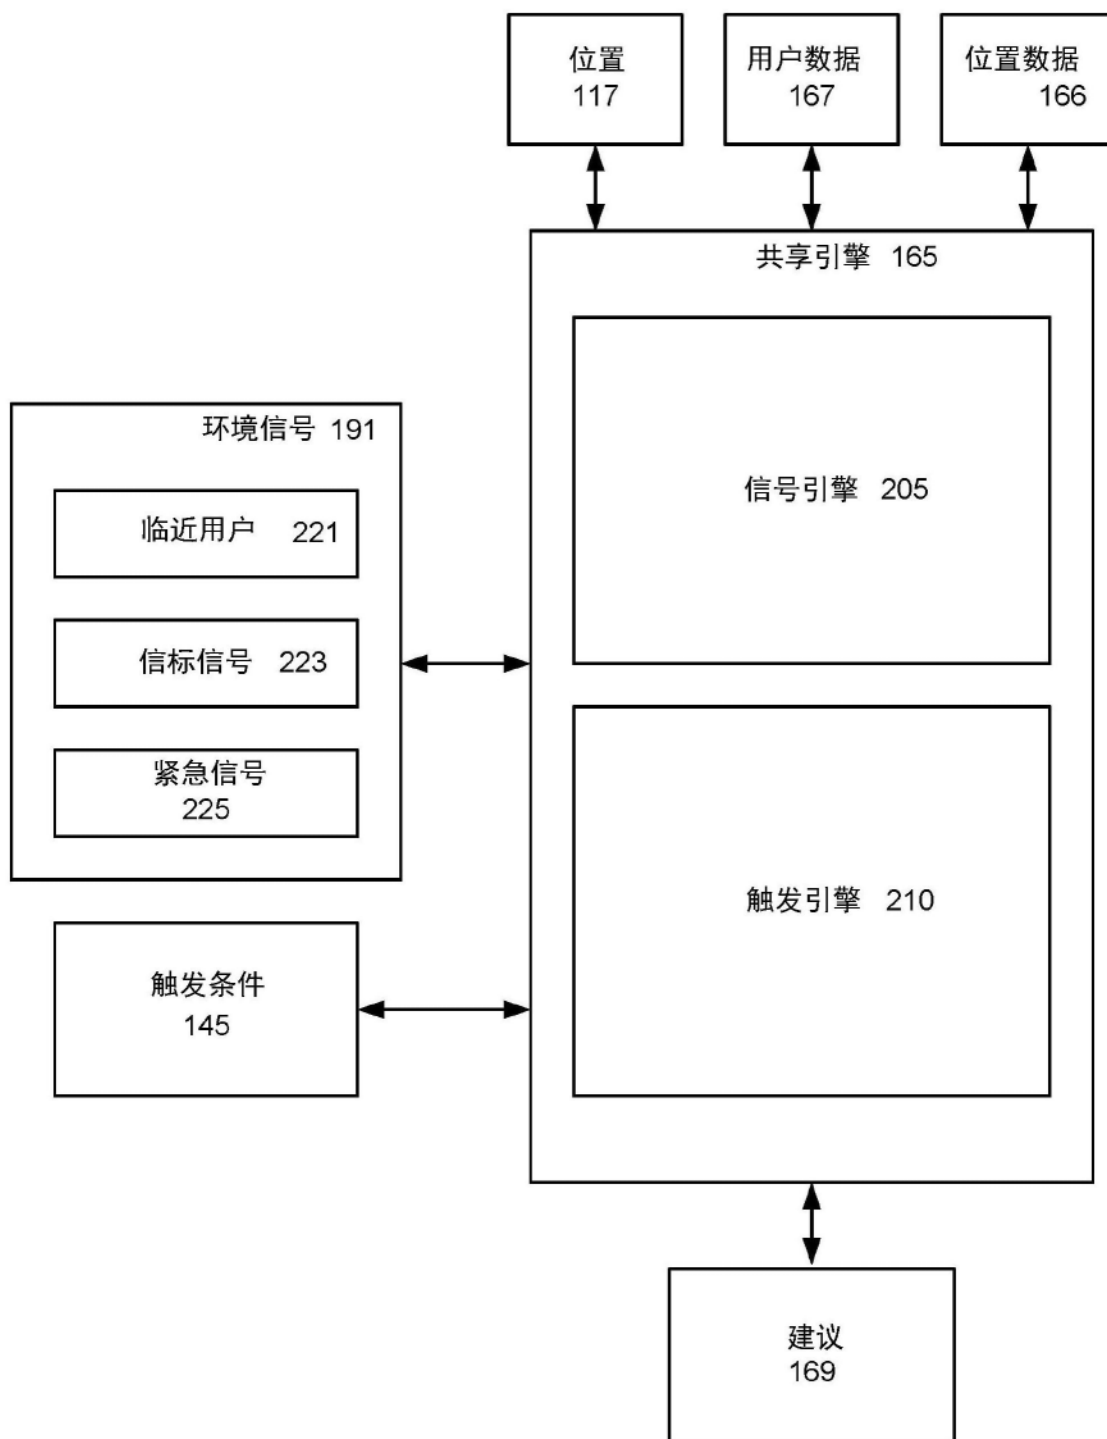 位置
117
用户数据
167
位置数据
166
共享引擎 165
环境信号 191
信号引擎 205
临近用户 221
信标信号 223
紧急信号
225
触发引擎 210
触发条件
145
建议
169